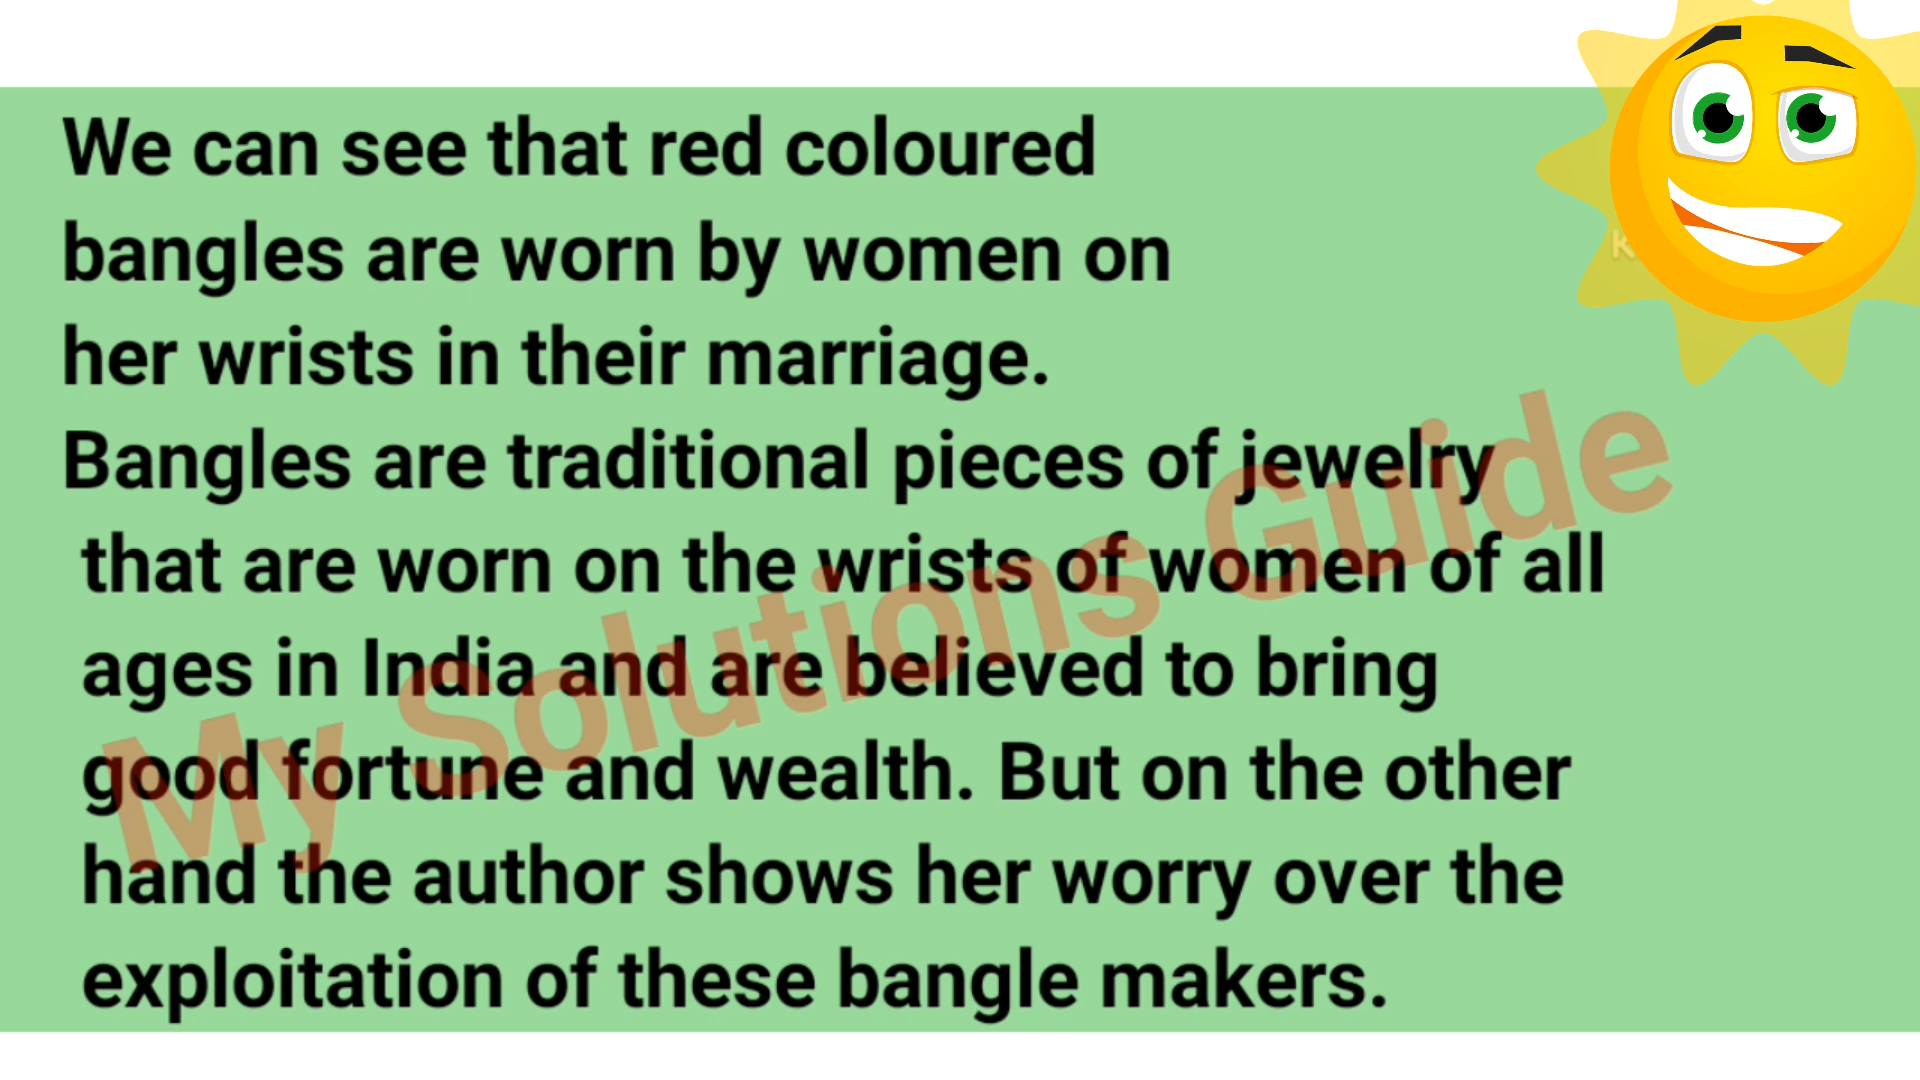 We can see that red coloured
bangles are worn by women on
her wrists in their marriage.
Bangles are traditional pieces of jewelry
that are worn on the wrists of women of all
ages in India and are believed to bring
good fortune and wealth. But on the other
hand the author shows her worry over the
exploitation of these bangle makers.
My Solutions Guide